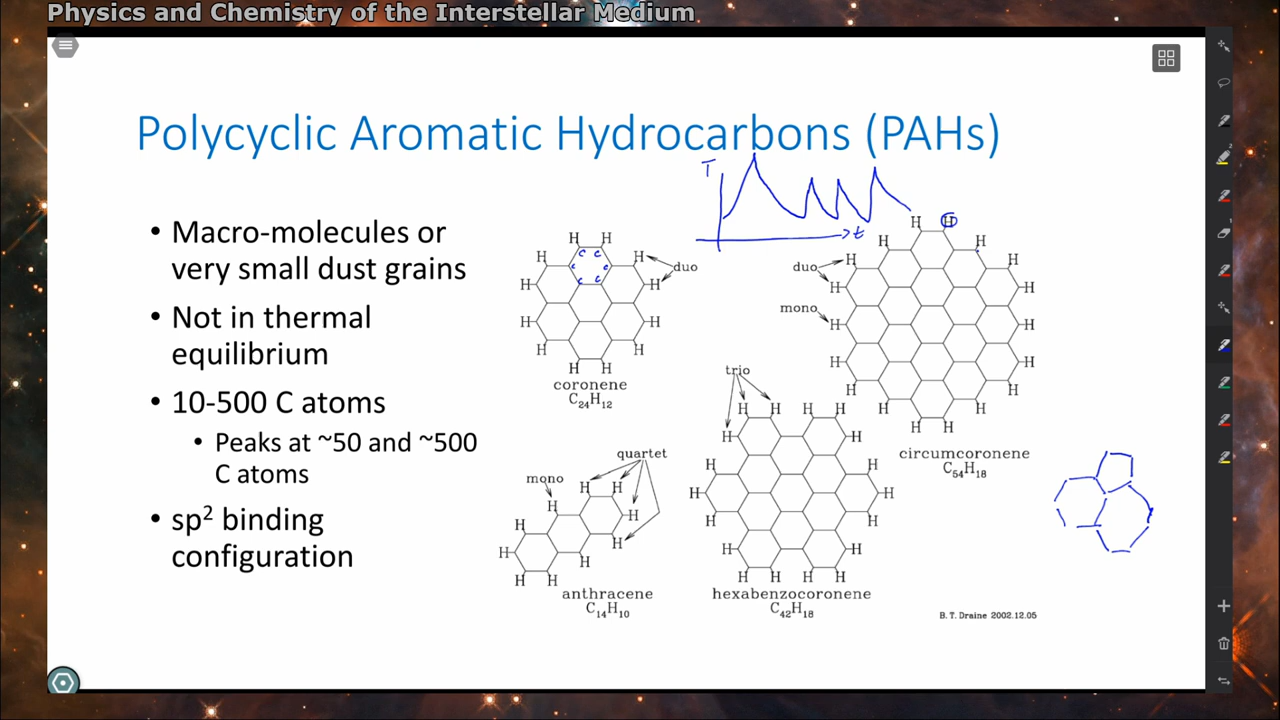 Physics and Chemistry of the Interstellar Medium
Polycyclic Aromatic Hydrocarbons (PAHs)
• Macro-molecules or
very small dust grains
• Not in thermal
equilibrium
• 10-500 C atoms
• Peaks at ~50 and ~500
C atoms
• sp² binding
configuration
T
t
H H
H H
H H
H H
H H
H H
C C
C C
C C
duo
coronene
C₂₄H₁₂
H H
H H
H H
H H
H H
H H
H H
H H
H H
duo
mono
circumcoronene
C₅₄H₁₈
mono
quartet
H H
H
H H
H
H H
H H
anthracene
C₁₄H₁₀
trio
H H H H
H H
H H
H H
H H
H H
H H H H
hexabenzocoronene
C₄₂H₁₈
B. T. Draine 2002.12.05